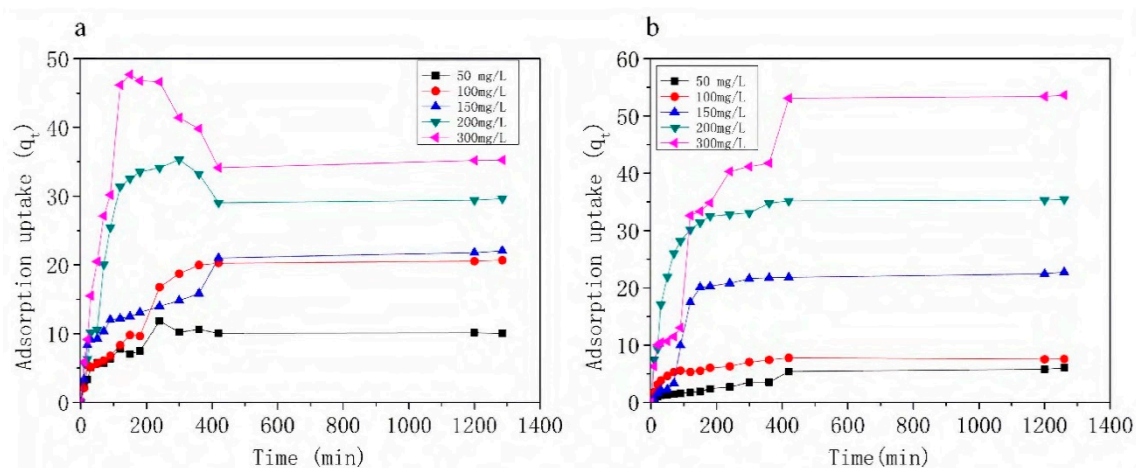 a
50
40
30
20
10
0
Adsorption uptake (qt)
50 mg/L
100mg/L
150mg/L
200mg/L
300mg/L
0 200 400 600 800 1000 1200 1400
Time (min)
b
60
50
40
30
20
10
0
Adsorption uptake (qt)
50 mg/L
100mg/L
150mg/L
200mg/L
300mg/L
0 200 400 600 800 1000 1200 1400
Time(min)